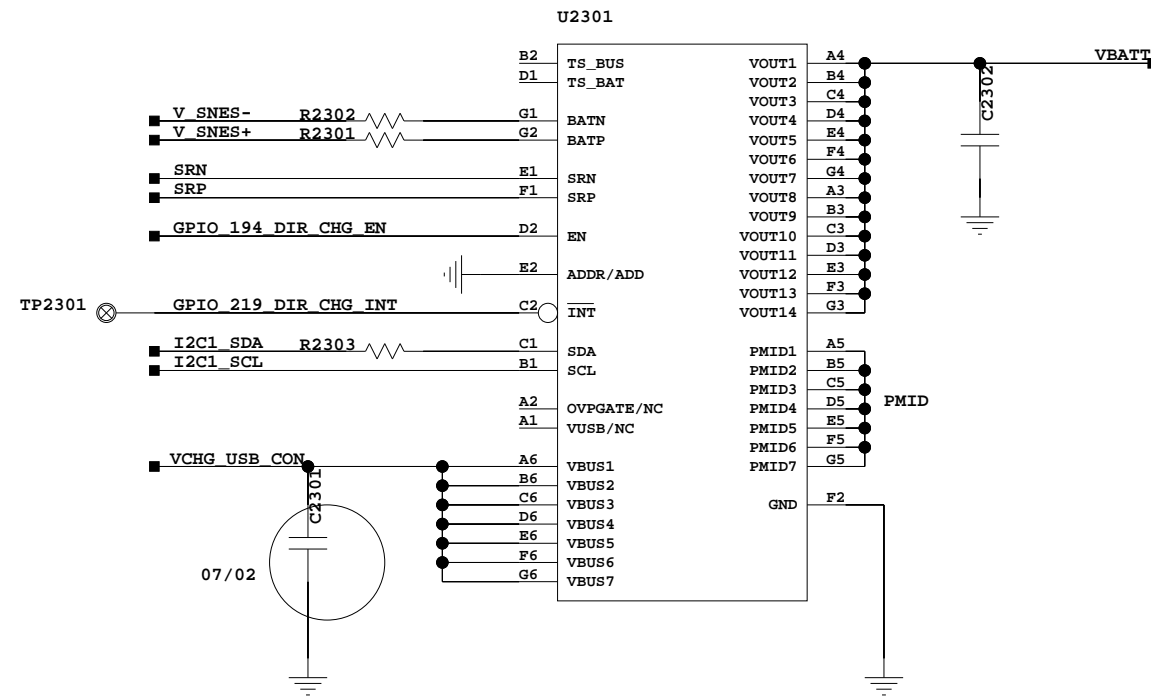 U2301
B2 TS_BUS VOUT1 A4 VBATT
D1 TS_BAT VOUT2 B4
VOUT3 C4 C2302
V_SNES- R2302 G1 BATN VOUT4 D4
V_SNES+ R2301 G2 BATP VOUT5 E4
VOUT6 F4
SRN E1 SRN VOUT7 G4
SRP F1 SRP VOUT8 A3
VOUT9 B3
GPIO_194_DIR_CHG_EN D2 EN VOUT10 C3
VOUT11 D3
E2 ADDR/ADD VOUT12 E3
VOUT13 F3
TP2301 GPIO_219_DIR_CHG_INT C2 INT VOUT14 G3
I2C1_SDA R2303 C1 SDA PMID1 A5
I2C1_SCL B1 SCL PMID2 B5
PMID3 C5
A2 OVPGATE/NC PMID4 D5 PMID
A1 VUSB/NC PMID5 E5
PMID6 F5
VCHG_USB_CON A6 VBUS1 PMID7 G5
B6 VBUS2
C2301 C6 VBUS3 GND F2
D6 VBUS4
E6 VBUS5
F6 VBUS6
07/02 G6 VBUS7